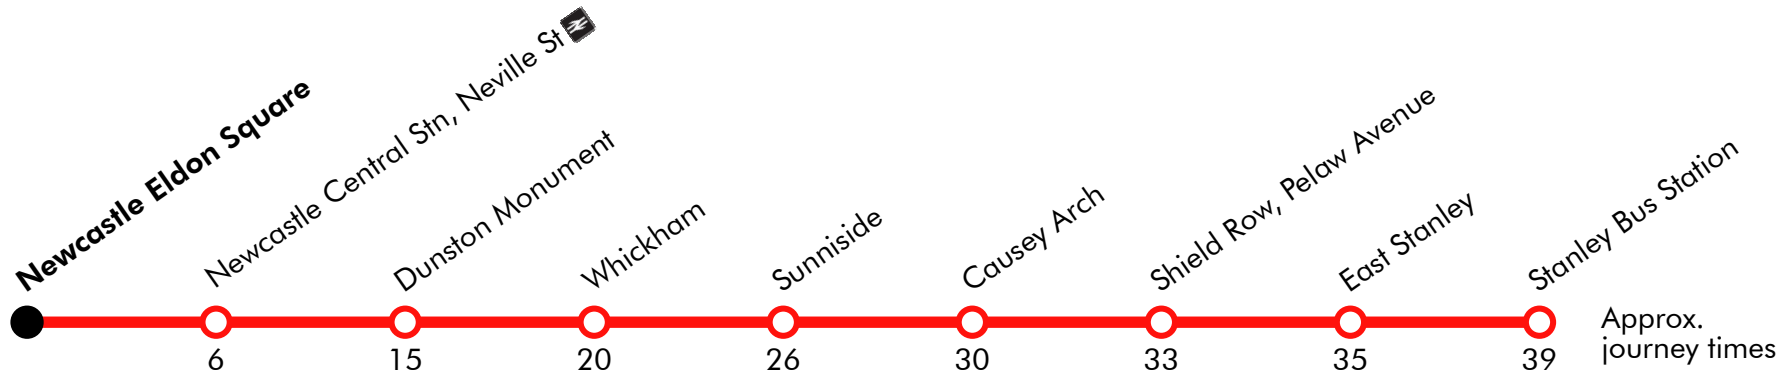 Newcastle Eldon Square
Newcastle Central Stn, Neville St
Dunston Monument
Whickham
Sunniside
Causey Arch
Shield Row, Pelaw Avenue
East Stanley
Stanley Bus Station
6
15
20
26
30
33
35
39
Approx.
journey times